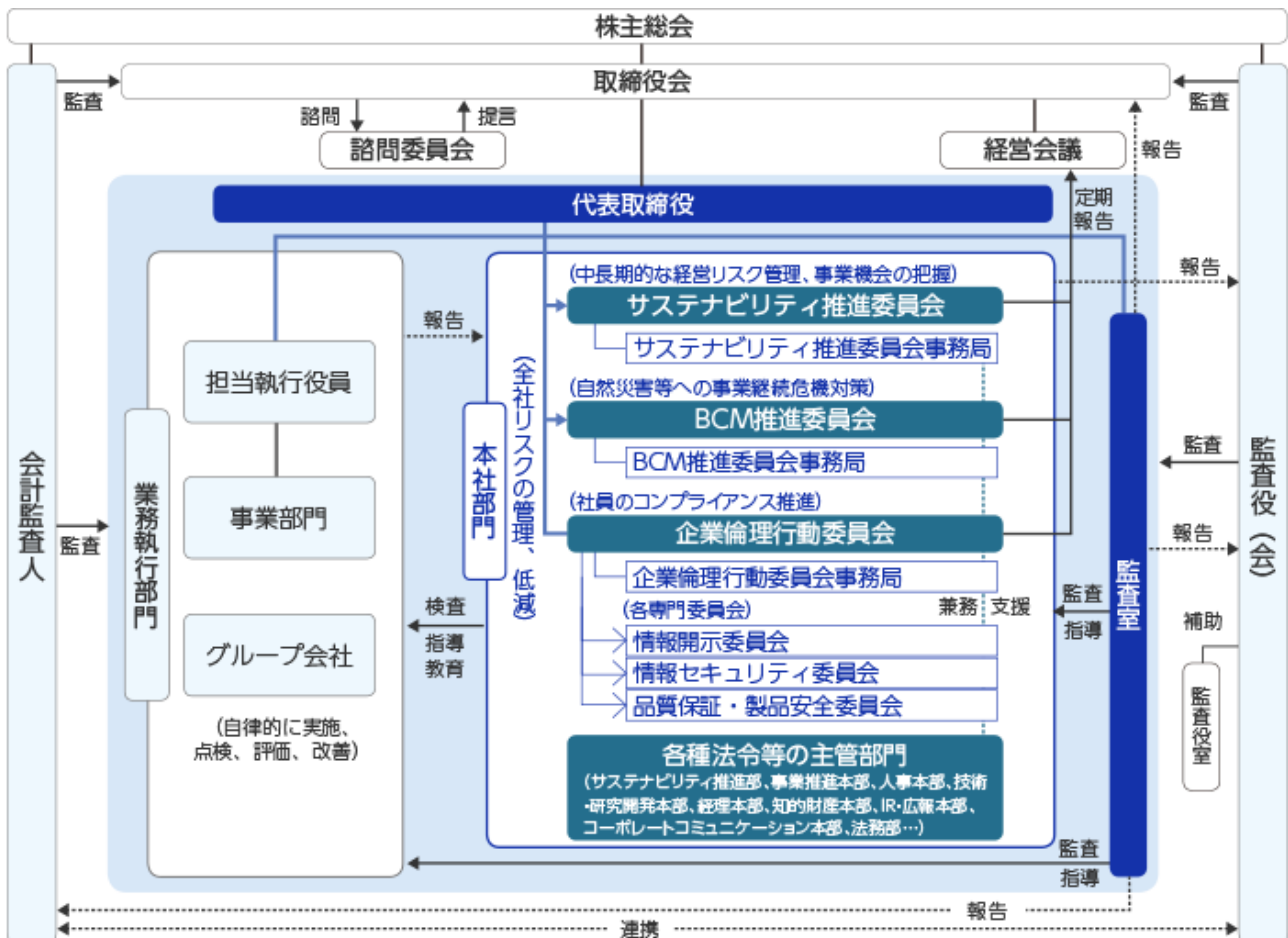 株主総会
取締役会
監査
監査
諮問
提言
報告
諮問委員会
経営会議
代表取締役
定期
報告
(中長期的な経営リスク管理、事業機会の把握)
報告
サステナビリティ推進委員会
報告
サステナビリティ推進委員会事務局
担当執行役員
(自然災害等への事業継続危機対策)
BCM推進委員会
BCM推進委員会事務局
(全社リスクの管理、低減)
本社部門
監査
会計監査人
監査役(会)
業務執行部門
(社員のコンプライアンス推進)
事業部門
企業倫理行動委員会
監査
報告
企業倫理行動委員会事務局
監査室
検査
指導
教育
(各専門委員会)
兼務
支援
監査
指導
情報開示委員会
補助
グループ会社
情報セキュリティ委員会
品質保証・製品安全委員会
監査役室
(自律的に実施、
点検、評価、改善)
各種法令等の主管部門
(サステナビリティ推進部、事業推進本部、人事本部、技術
・研究開発本部、経理本部、知的財産本部、IR・広報本部、
コーポレートコミュニケーション本部、法務部…)
監査
指導
報告
連携